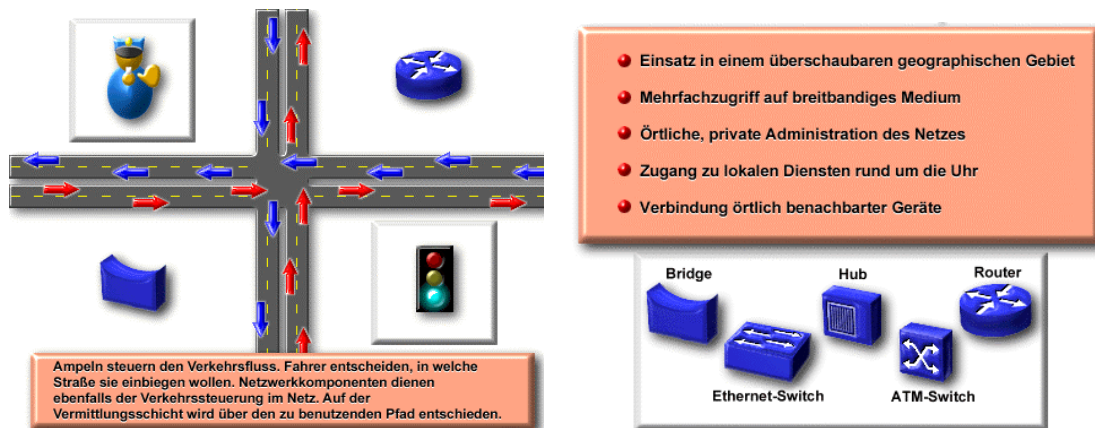 Ampeln steuern den Verkehrsfluss. Fahrer entscheiden, in welche
Straße sie einbiegen wollen. Netzwerkkomponenten dienen
ebenfalls der Verkehrssteuerung im Netz. Auf der
Vermittlungsschicht wird über den zu benutzenden Pfad entschieden.
Einsatz in einem überschaubaren geographischen Gebiet
Mehrfachzugriff auf breitbandiges Medium
Örtliche, private Administration des Netzes
Zugang zu lokalen Diensten rund um die Uhr
Verbindung örtlich benachbarter Geräte
Bridge
Hub
Router
Ethernet-Switch
ATM-Switch